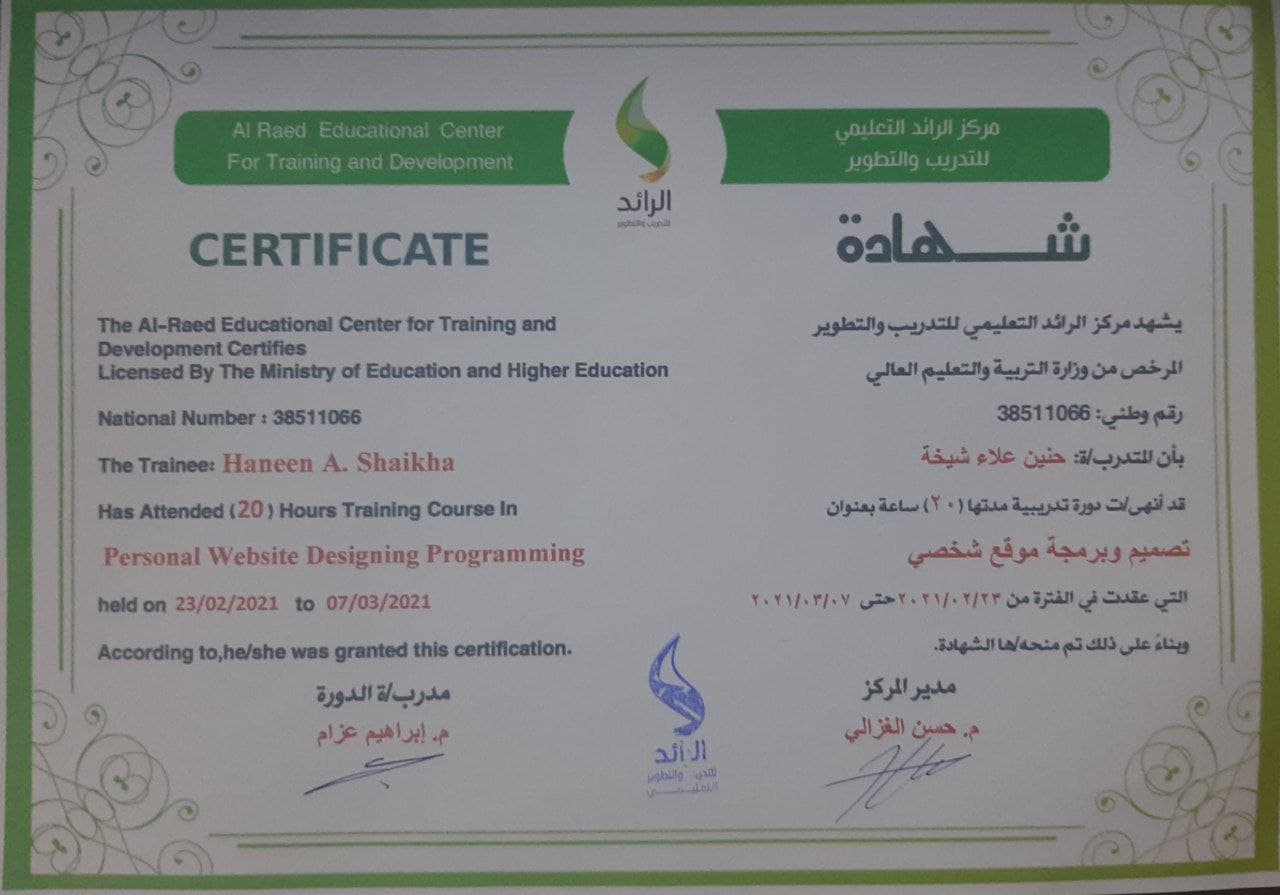 Al Raed Educational Center
For Training and Development
الرائد
للتدريب والتطوير
مركز الرائد التعليمي
للتدريب والتطوير
CERTIFICATE
The Al-Raed Educational Center for Training and
Development Certifies
Licensed By The Ministry of Education and Higher Education
National Number : 38511066
The Trainee: Haneen A. Shaikha
Has Attended (20) Hours Training Course In
Personal Website Designing Programming
held on 23/02/2021 to 07/03/2021
According to,he/she was granted this certification.
شـــهادة
يشهد مركز الرائد التعليمي للتدريب والتطوير
المرخص من وزارة التربية والتعليم العالي
رقم وطني: 38511066
بأن المتدرب/ة: حنين علاء شيخة
قد أنهى/ت دورة تدريبية مدتها (٢٠) ساعة بعنوان
تصميم وبرمجة موقع شخصي
التي عقدت في الفترة من ٢٠٢١/٠٢/٢٣ حتى ٢٠٢١/٠٣/٠٧
وبناءً على ذلك تم منحه/ها الشهادة.
مدير المركز
م. حسن الغزالي
مدرب/ة الدورة
م. إبراهيم عزام
الرائد
للتدريب والتطوير
التعليمـــي